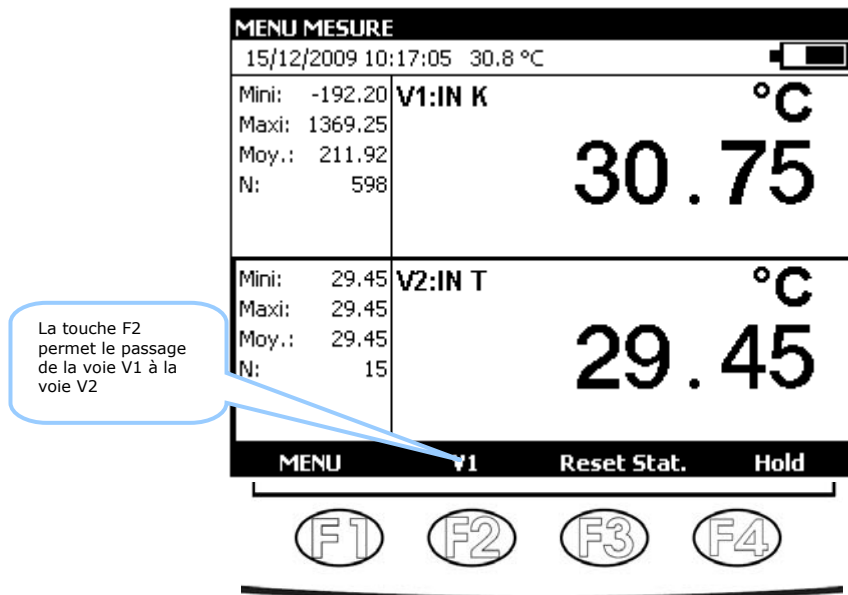 MENU MESURE
15/12/2009 10:17:05 30.8 °C
Mini: -192.20
Maxi: 1369.25
Moy.: 211.92
N: 598
V1:IN K
°C
30.75
Mini: 29.45
Maxi: 29.45
Moy.: 29.45
N: 15
V2:IN T
°C
29.45
La touche F2
permet le passage
de la voie V1 à la
voie V2
MENU V1 Reset Stat. Hold
F1 F2 F3 F4